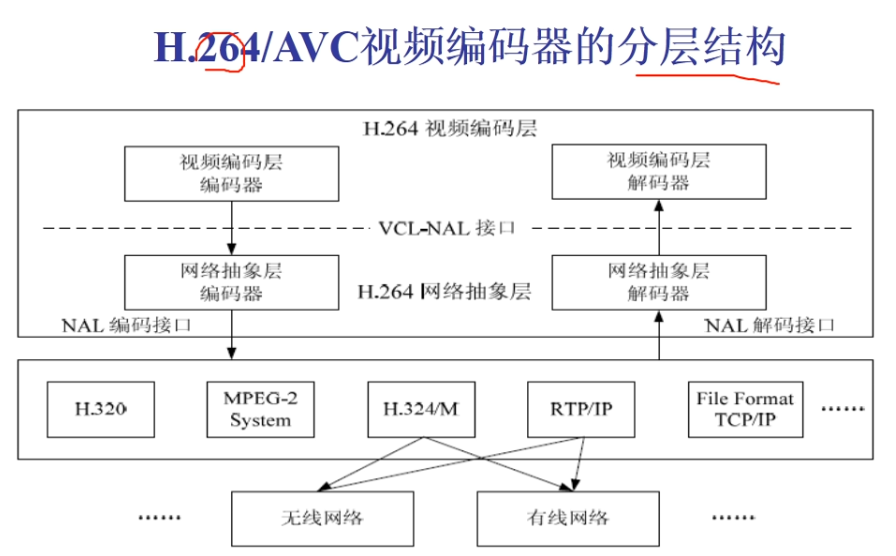 H.264/AVC视频编码器的分层结构
H.264 视频编码层
视频编码层
编码器
视频编码层
解码器
VCL-NAL 接口
网络抽象层
编码器
H.264 网络抽象层
网络抽象层
解码器
NAL 编码接口
NAL 解码接口
H.320
MPEG-2
System
H.324/M
RTP/IP
File Format
TCP/IP
......
......
无线网络
有线网络
......